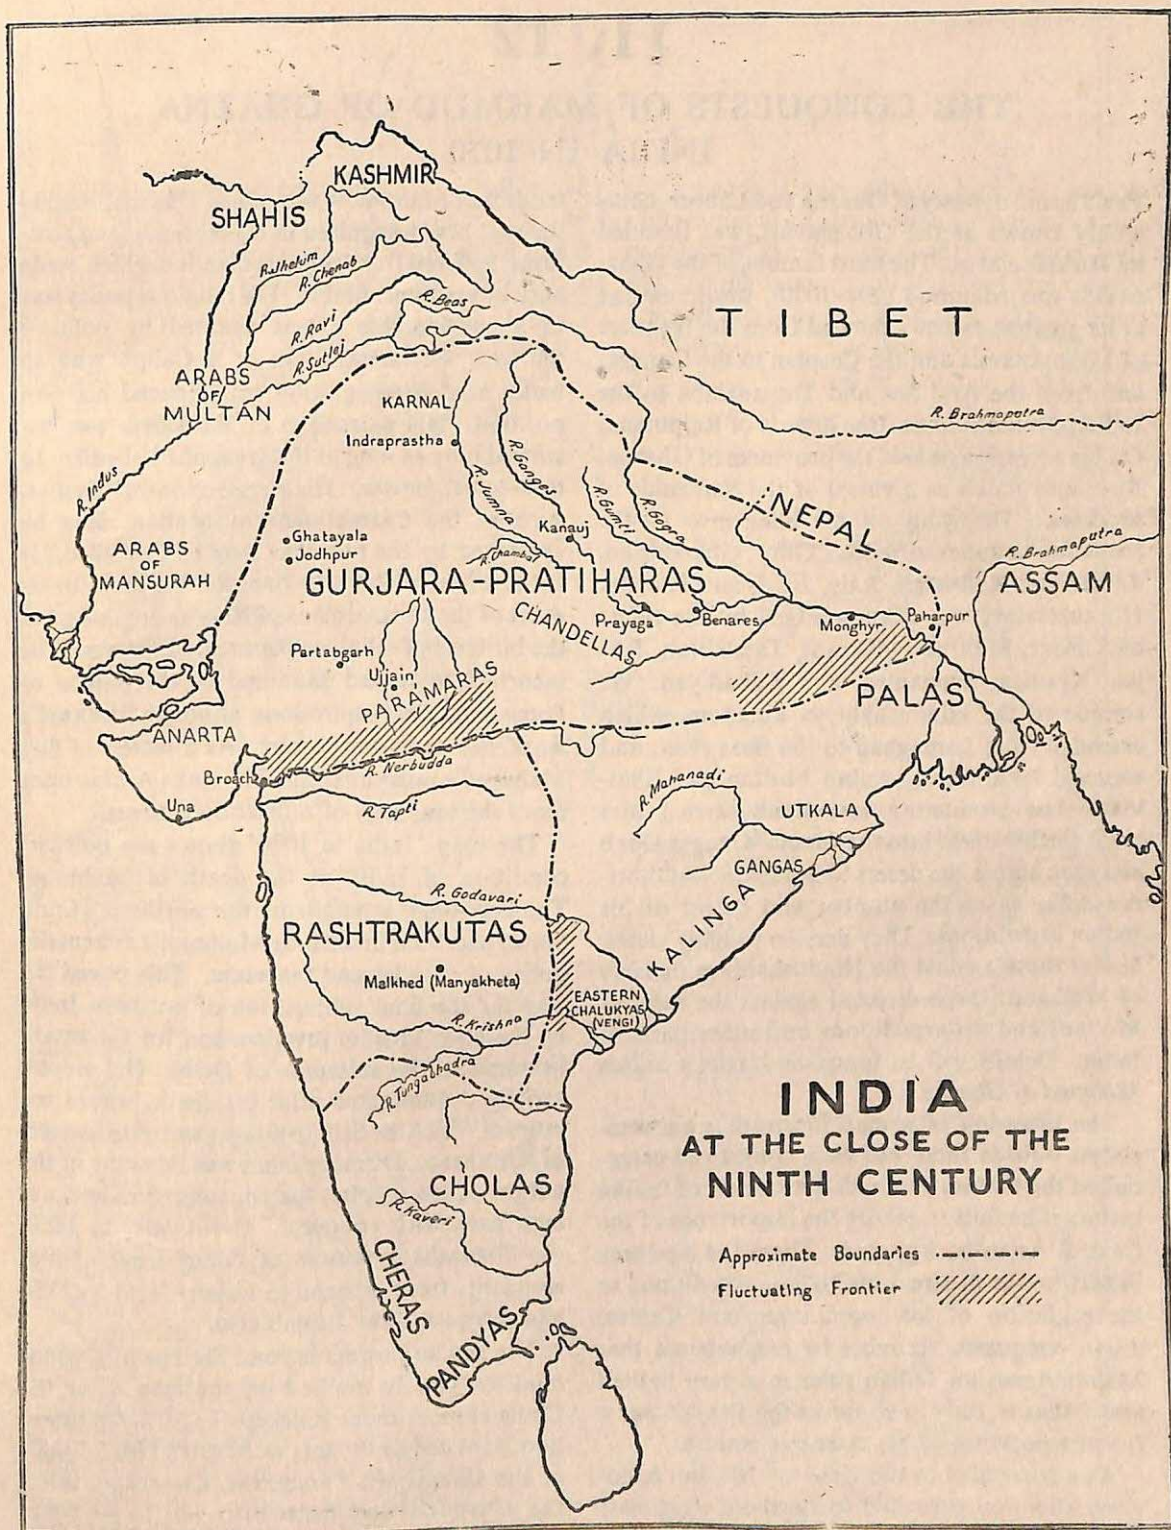 KASHMIR
SHAHIS
R. Jhelum
R. Chenab
R. Beas
R. Ravi
R. Sutlej
TIBET
ARABS
OF
MULTAN
KARNAL
R. Brahmaputra
Indraprastha
R. Indus
R. Ganges
R. Jumna
R. Gumti
R. Gogra
NEPAL
Kanauj
Ghatayala
Jodhpur
R. Chambal
R. Brahmaputra
ARABS
OF
MANSURAH
GURJARA-PRATIHARAS
ASSAM
CHANDELLAS
Prayaga
Benares
Monghyr
Paharpur
Partabgarh
Ujjain
PARAMARAS
PALAS
ANARTA
Broach
R. Nerbudda
Una
R. Tapti
R. Mahanadi
UTKALA
GANGAS
R. Godavari
KALINGA
RASHTRAKUTAS
Malkhed (Manyakheta)
EASTERN
CHALUKYAS
(VENGI)
R. Krishna
R. Tungabhadra
INDIA
AT THE CLOSE OF THE
NINTH CENTURY
CHOLAS
R. Kaveri
Approximate Boundaries
Fluctuating Frontier
CHERAS
PANDYAS